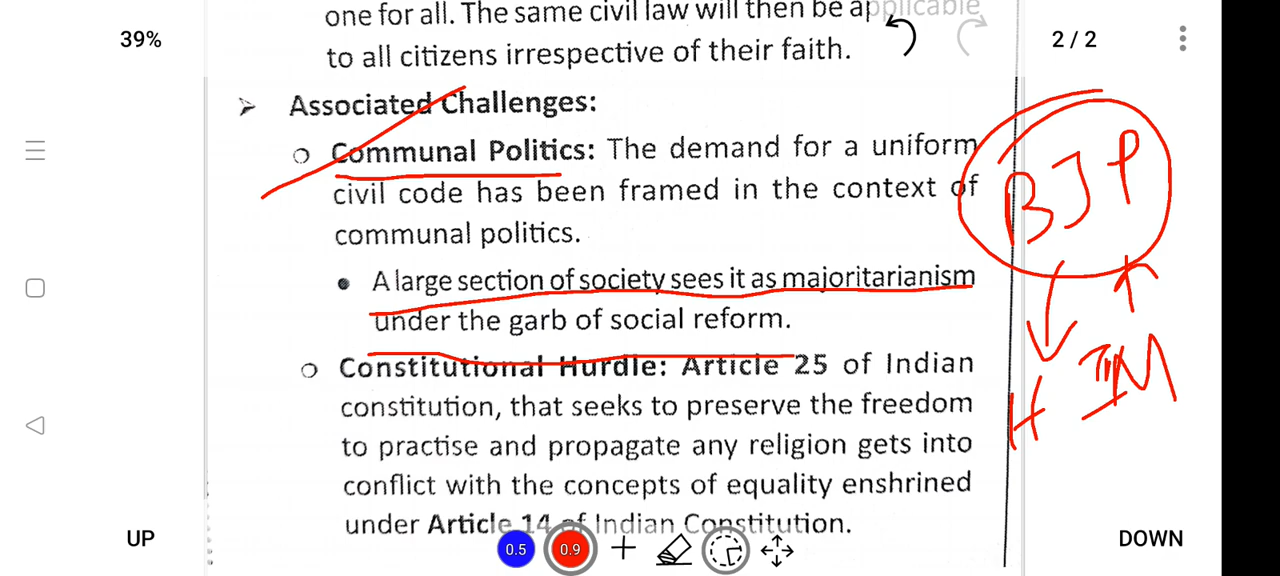 one for all. The same civil law will then be applicable
39%
2 / 2
to all citizens irrespective of their faith.
➢ Associated Challenges:
○ Communal Politics: The demand for a uniform
civil code has been framed in the context of
communal politics.
BJP
• A large section of society sees it as majoritarianism
under the garb of social reform.
○ Constitutional Hurdle: Article 25 of Indian
constitution, that seeks to preserve the freedom
H
M
to practise and propagate any religion gets into
conflict with the concepts of equality enshrined
under Article 14 of Indian Constitution.
UP
0.5
0.9
DOWN